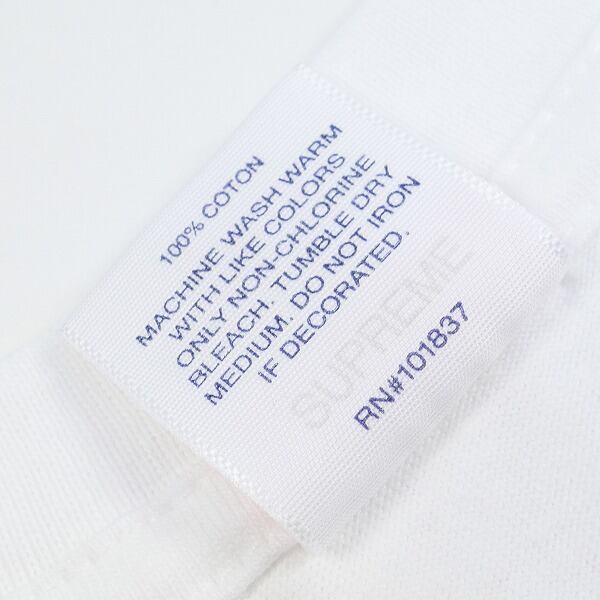 100% COTON
MACHINE WASH WARM
WITH LIKE COLORS
ONLY NON-CHLORINE
BLEACH. TUMBLE DRY
MEDIUM. DO NOT IRON
IF DECORATED.
SUPREME
RN#101837